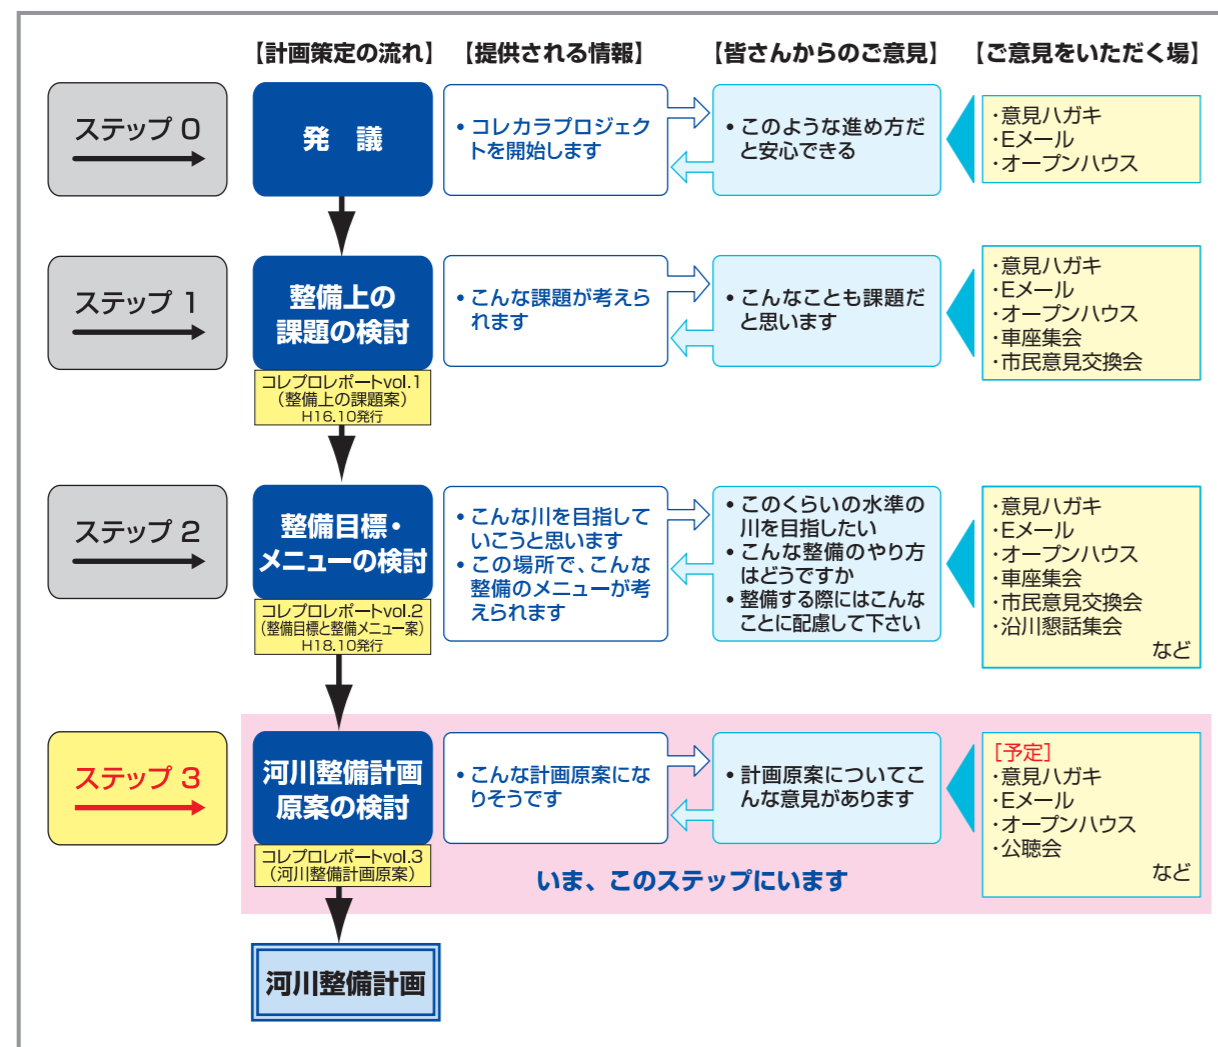 【計画策定の流れ】
【提供される情報】
【皆さんからのご意見】
【ご意見をいただく場】
ステップ 0
発 議
・コレカラプロジェク
トを開始します
・このような進め方だ
と安心できる
・意見ハガキ
・Eメール
・オープンハウス
ステップ 1
整備上の
課題の検討
コレプロレポートvol.1
(整備上の課題案)
H16.10発行
・こんな課題が考えら
れます
・こんなことも課題だ
と思います
・意見ハガキ
・Eメール
・オープンハウス
・車座集会
・市民意見交換会
ステップ 2
整備目標・
メニューの検討
コレプロレポートvol.2
(整備目標と整備メニュー案)
H18.10発行
・こんな川を目指して
いこうと思います
・この場所で、こんな
整備のメニューが考
えられます
・このくらいの水準の
川を目指したい
・こんな整備のやり方
はどうですか
・整備する際にはこんな
ことに配慮して下さい
・意見ハガキ
・Eメール
・オープンハウス
・車座集会
・市民意見交換会
・沿川懇話集会
など
ステップ 3
河川整備計画
原案の検討
コレプロレポートvol.3
(河川整備計画原案)
・こんな計画原案にな
りそうです
・計画原案についてこ
んな意見があります
[予定]
・意見ハガキ
・Eメール
・オープンハウス
・公聴会
など
いま、このステップにいます
河川整備計画